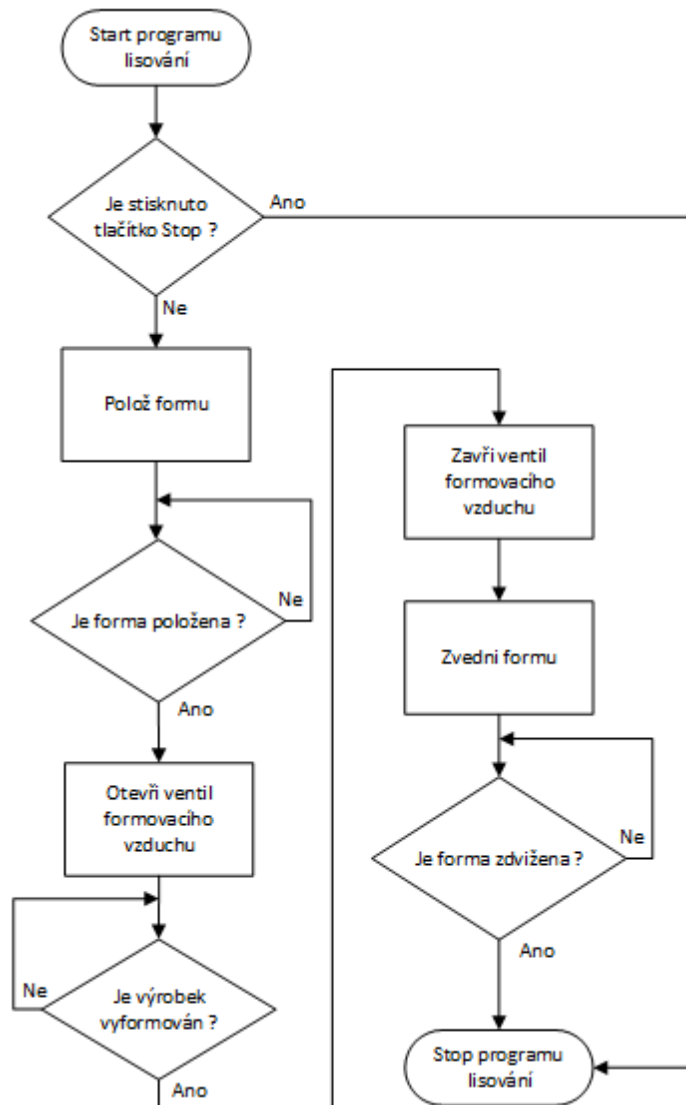 Start programu
lisování
Je stisknuto
tlačítko Stop ?
Ano
Ne
Polož formu
Je forma položena ?
Ne
Ano
Otevři ventil
formovacího
vzduchu
Ne
Je výrobek
vyformován ?
Ano
Zavři ventil
formovacího
vzduchu
Zvedni formu
Je forma zdvižena ?
Ne
Ano
Stop programu
lisování